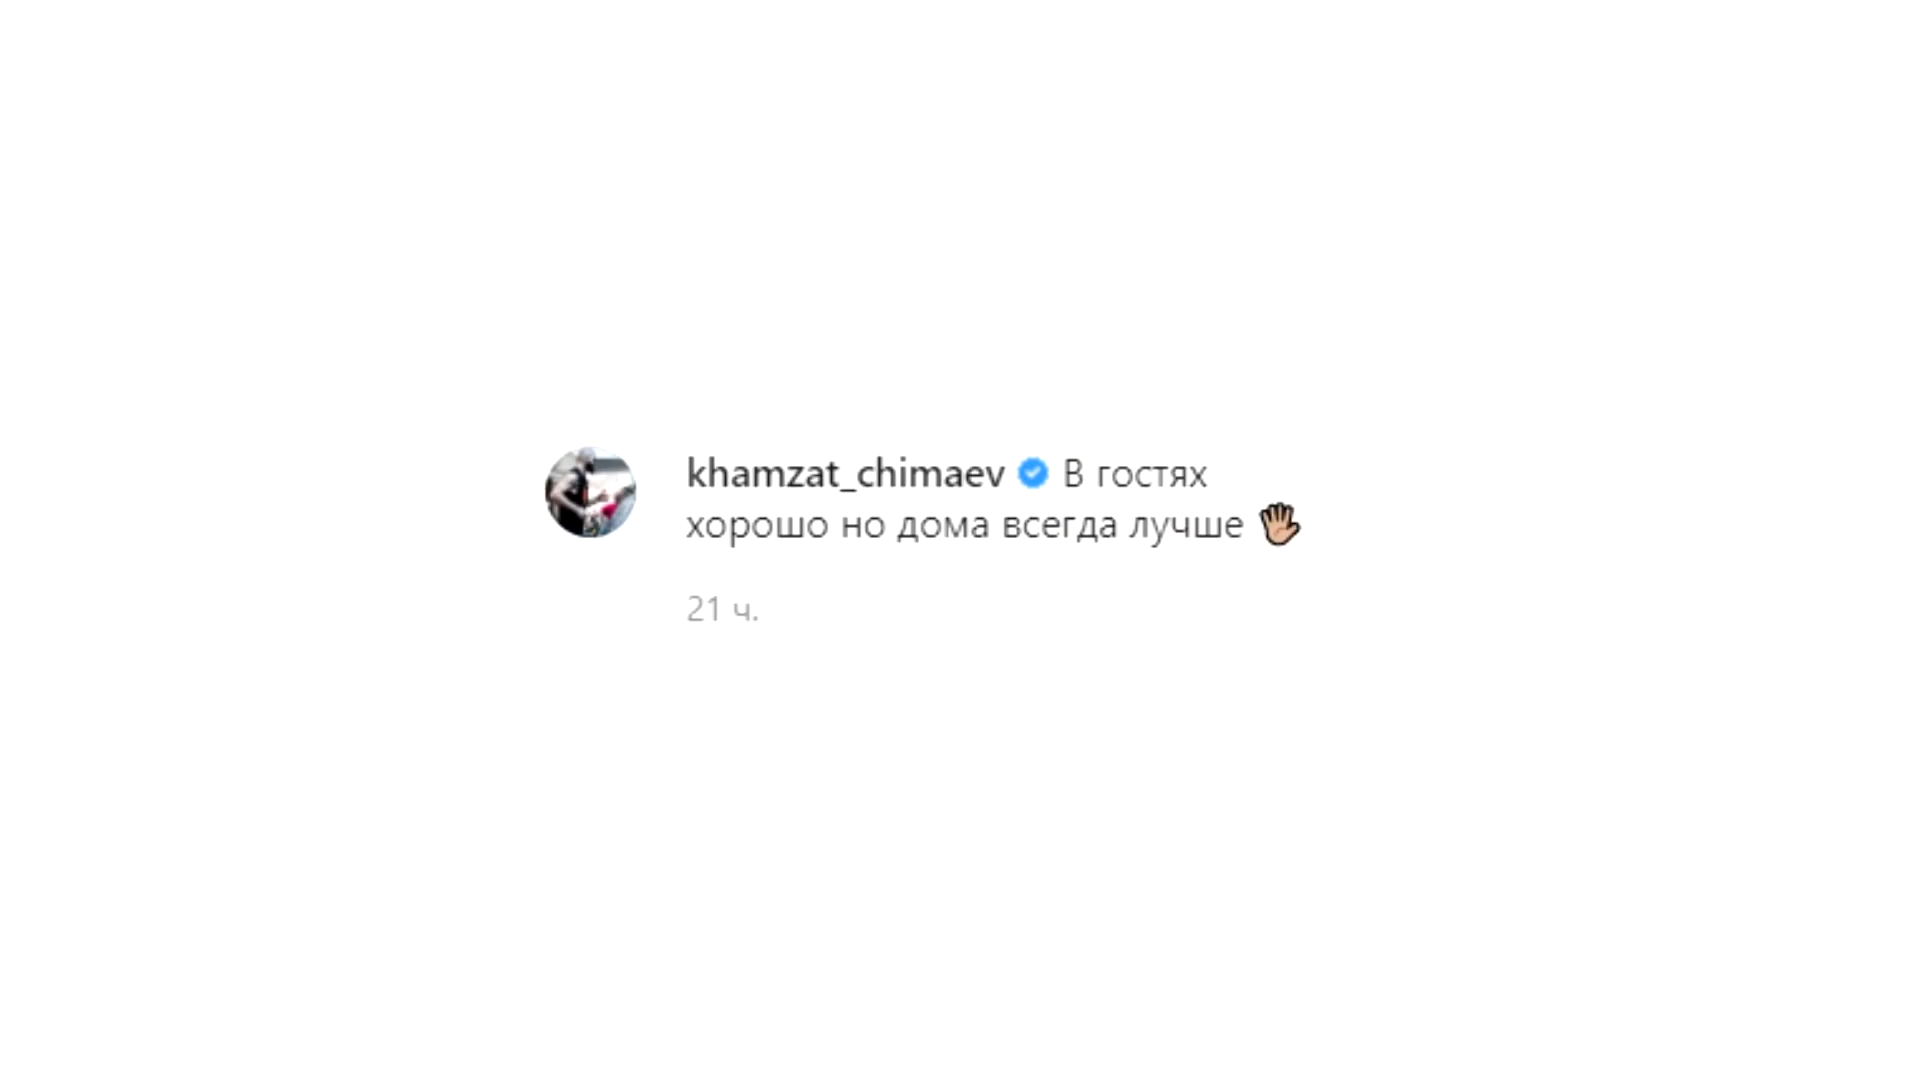 khamzat_chimaev В гостях
хорошо но дома всегда лучше 🖐🏼
21 ч.